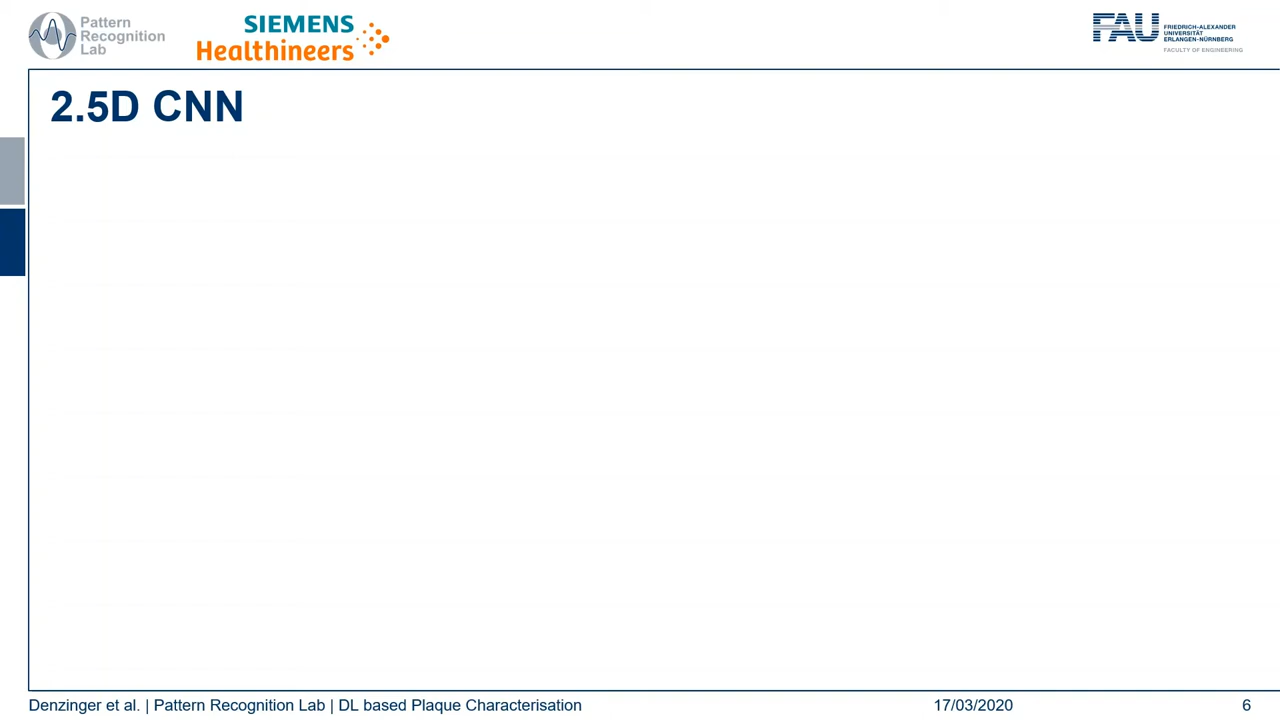 Pattern
Recognition
Lab
SIEMENS
Healthineers
FAU
FRIEDRICH-ALEXANDER
UNIVERSITÄT
ERLANGEN-NÜRNBERG
FACULTY OF ENGINEERING
2.5D CNN
Denzinger et al. | Pattern Recognition Lab | DL based Plaque Characterisation 17/03/2020 6